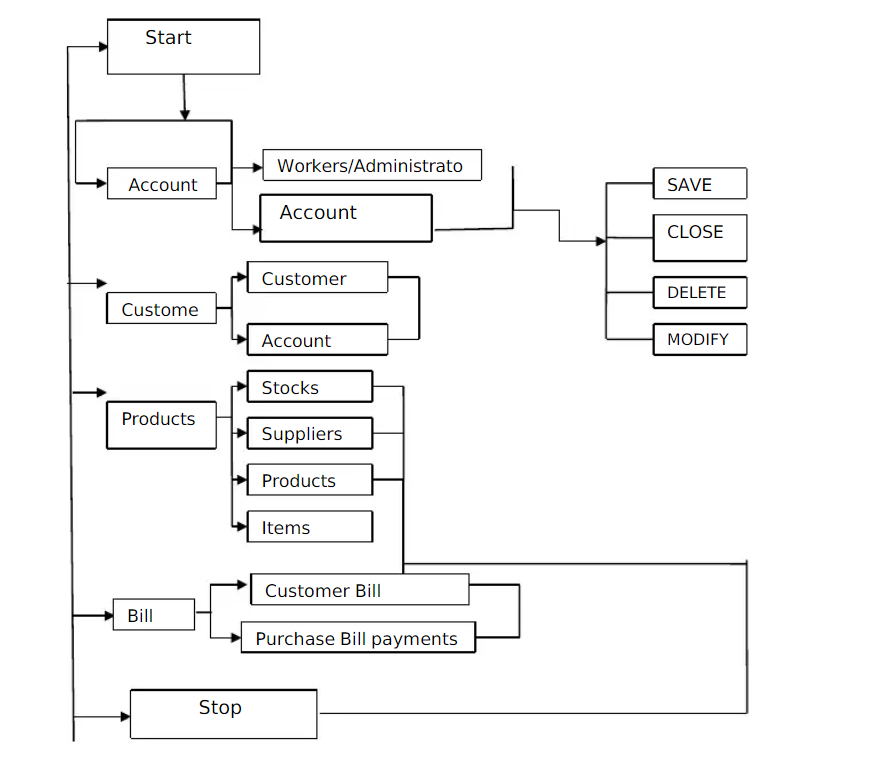 Start
Workers/Administrato
Account
Account
SAVE
CLOSE
DELETE
MODIFY
Customer
Custome
Account
Stocks
Products
Suppliers
Products
Items
Customer Bill
Bill
Purchase Bill payments
Stop